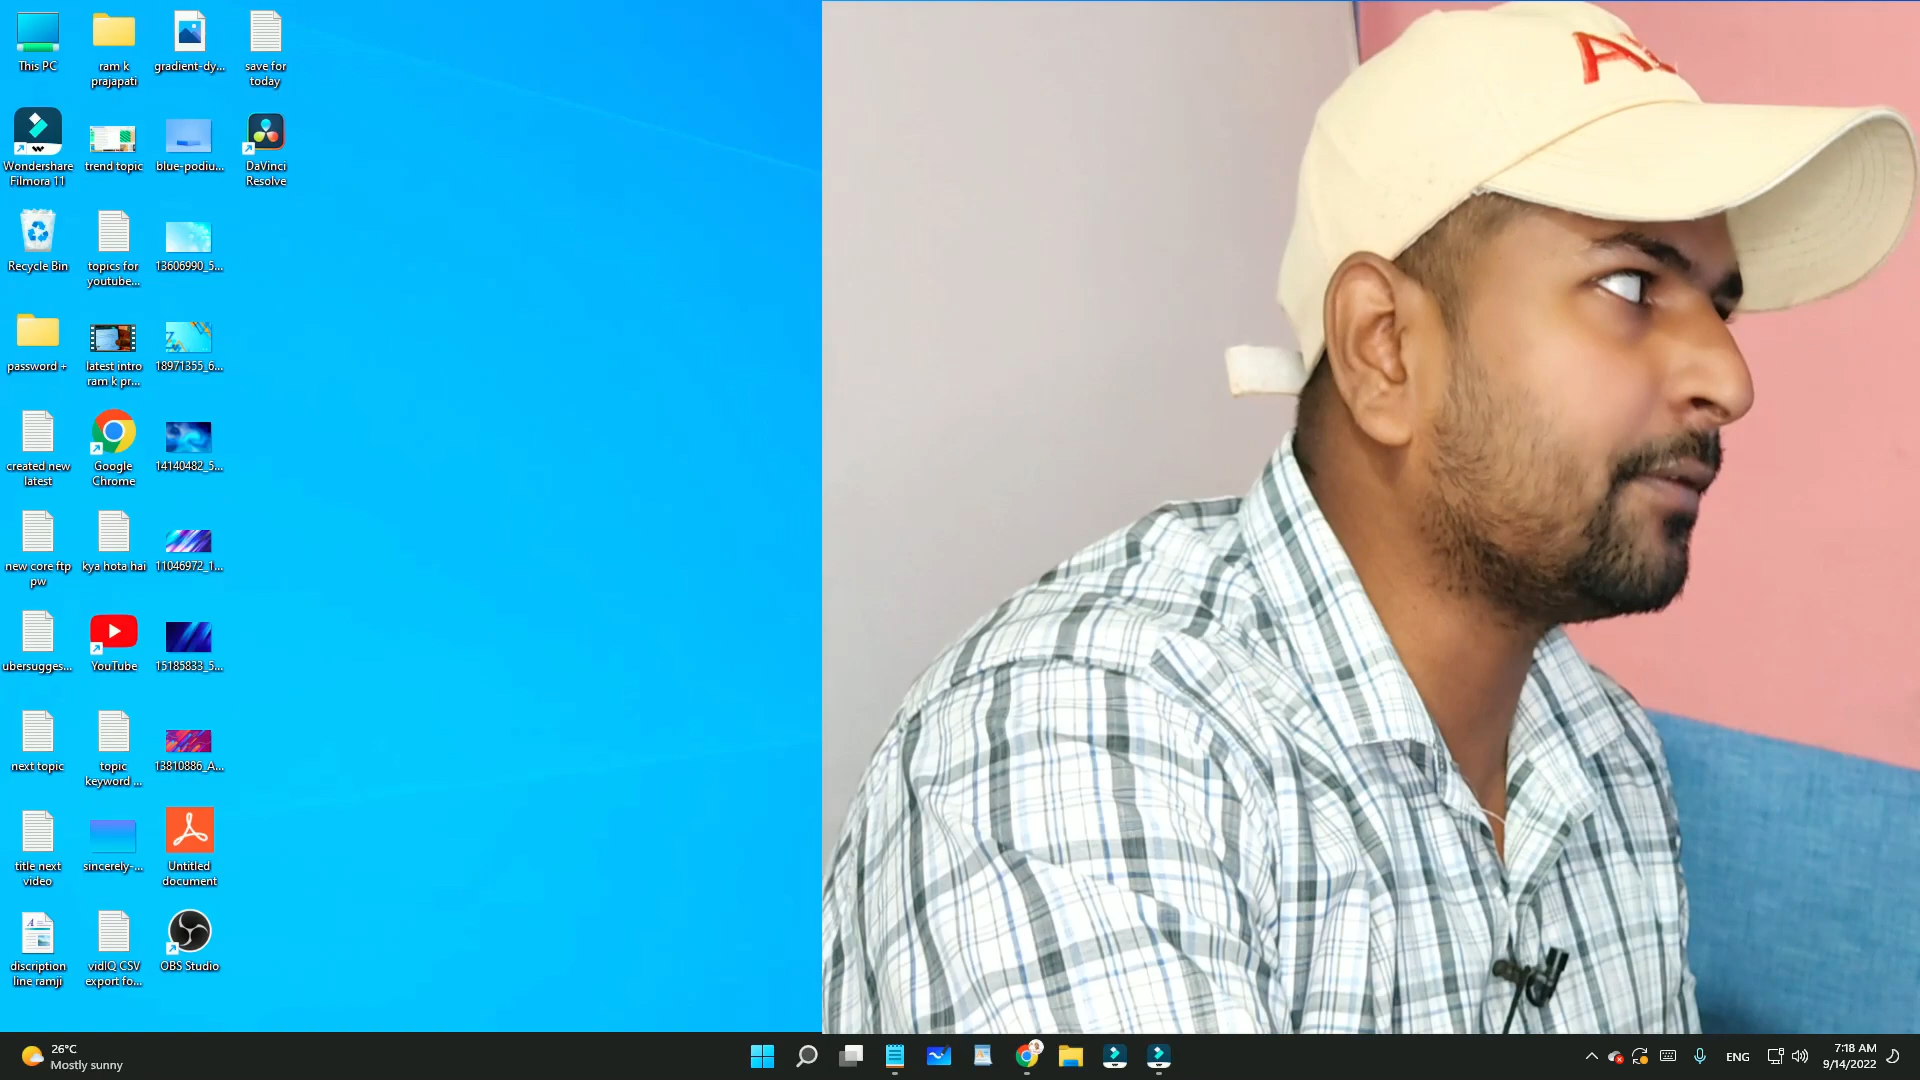 This PC
ram k
prajapati
gradient-dy...
save for
today
Wondershare
Filmora 11
trend topic
blue-podiu...
DaVinci
Resolve
Recycle Bin
topics for
youtube...
13606990_5...
password +
latest intro
ram k pr...
18971355_6...
created new
latest
Google
Chrome
14140482_5...
new core ftp
pw
kya hota hai
11046972_1...
ubersugges...
YouTube
15185833_5...
next topic
topic
keyword ...
13810886_A...
title next
video
sincerely-...
Untitled
document
discription
line ramji
vidIQ CSV
export fo...
OBS Studio
26°C
Mostly sunny
ENG
7:18 AM
9/14/2022